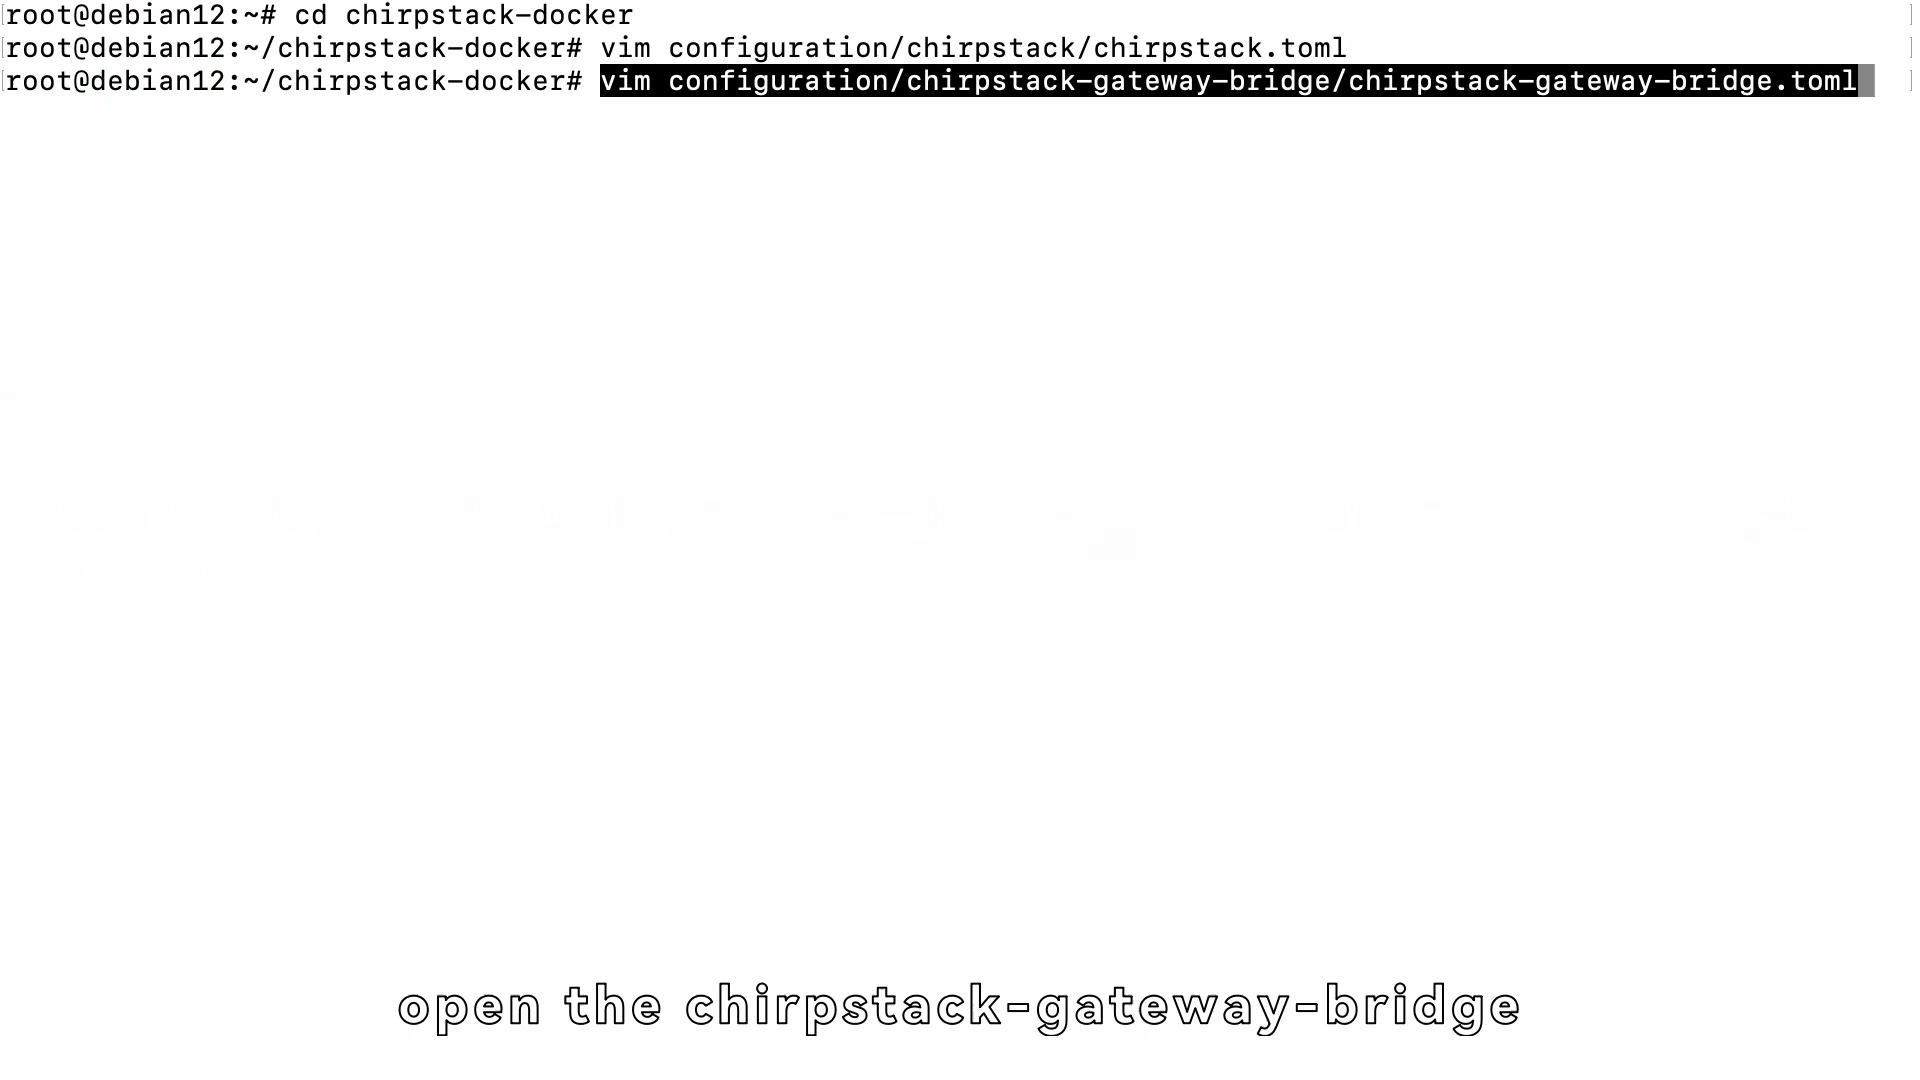 root@debian12:~# cd chirpstack-docker
root@debian12:~/chirpstack-docker# vim configuration/chirpstack/chirpstack.toml
root@debian12:~/chirpstack-docker# vim configuration/chirpstack-gateway-bridge/chirpstack-gateway-bridge.toml
open the chirpstack-gateway-bridge